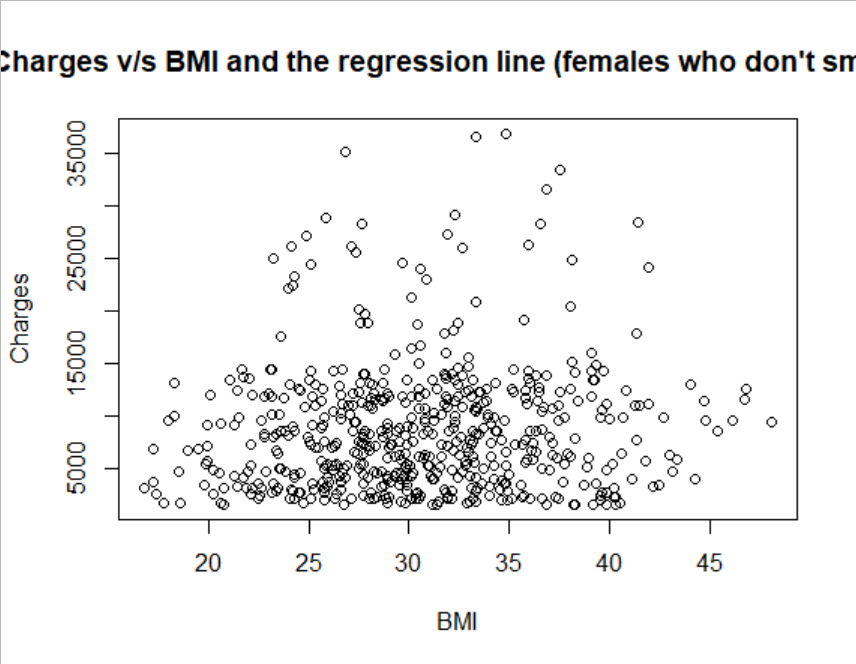 Charges v/s BMI and the regression line (females who don't sm
35000
25000
15000
5000
Charges
20 25 30 35 40 45
BMI